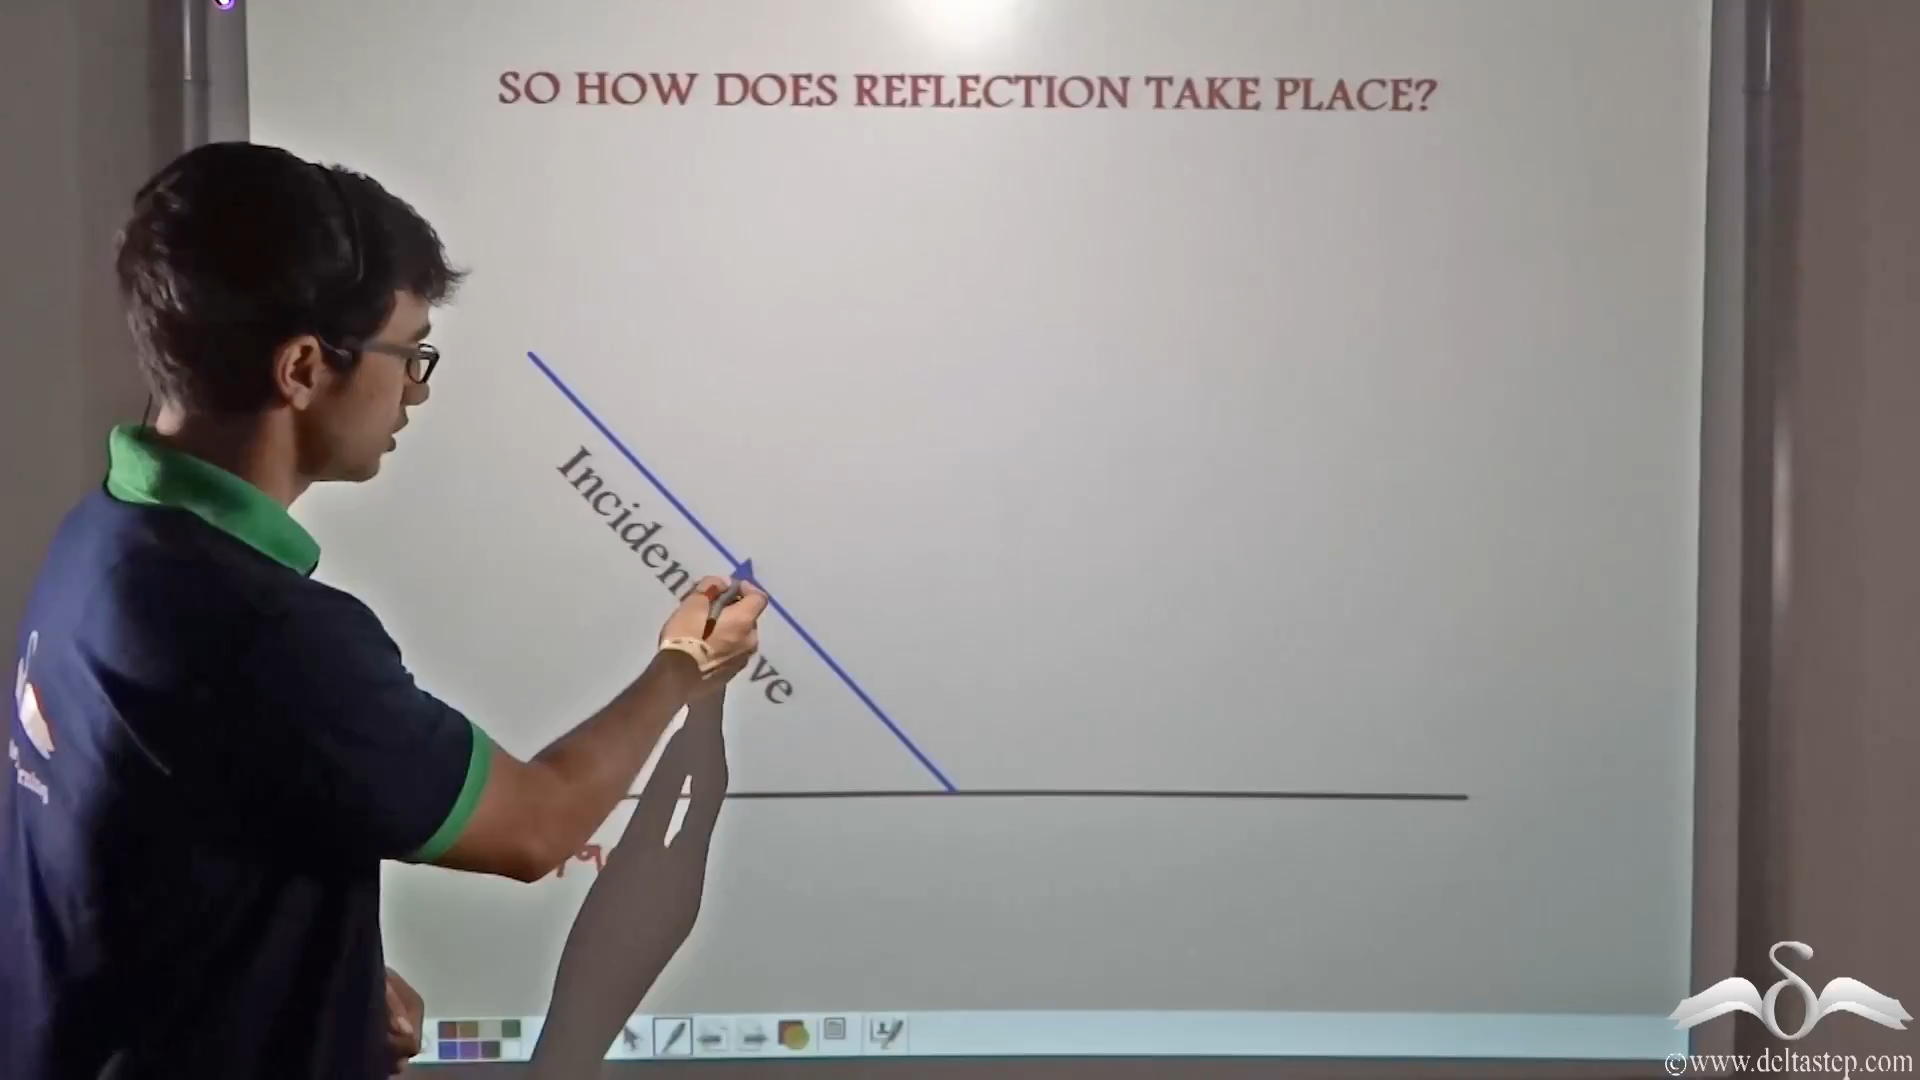 SO HOW DOES REFLECTION TAKE PLACE?
Inciden
ve
©www.deltastep.com